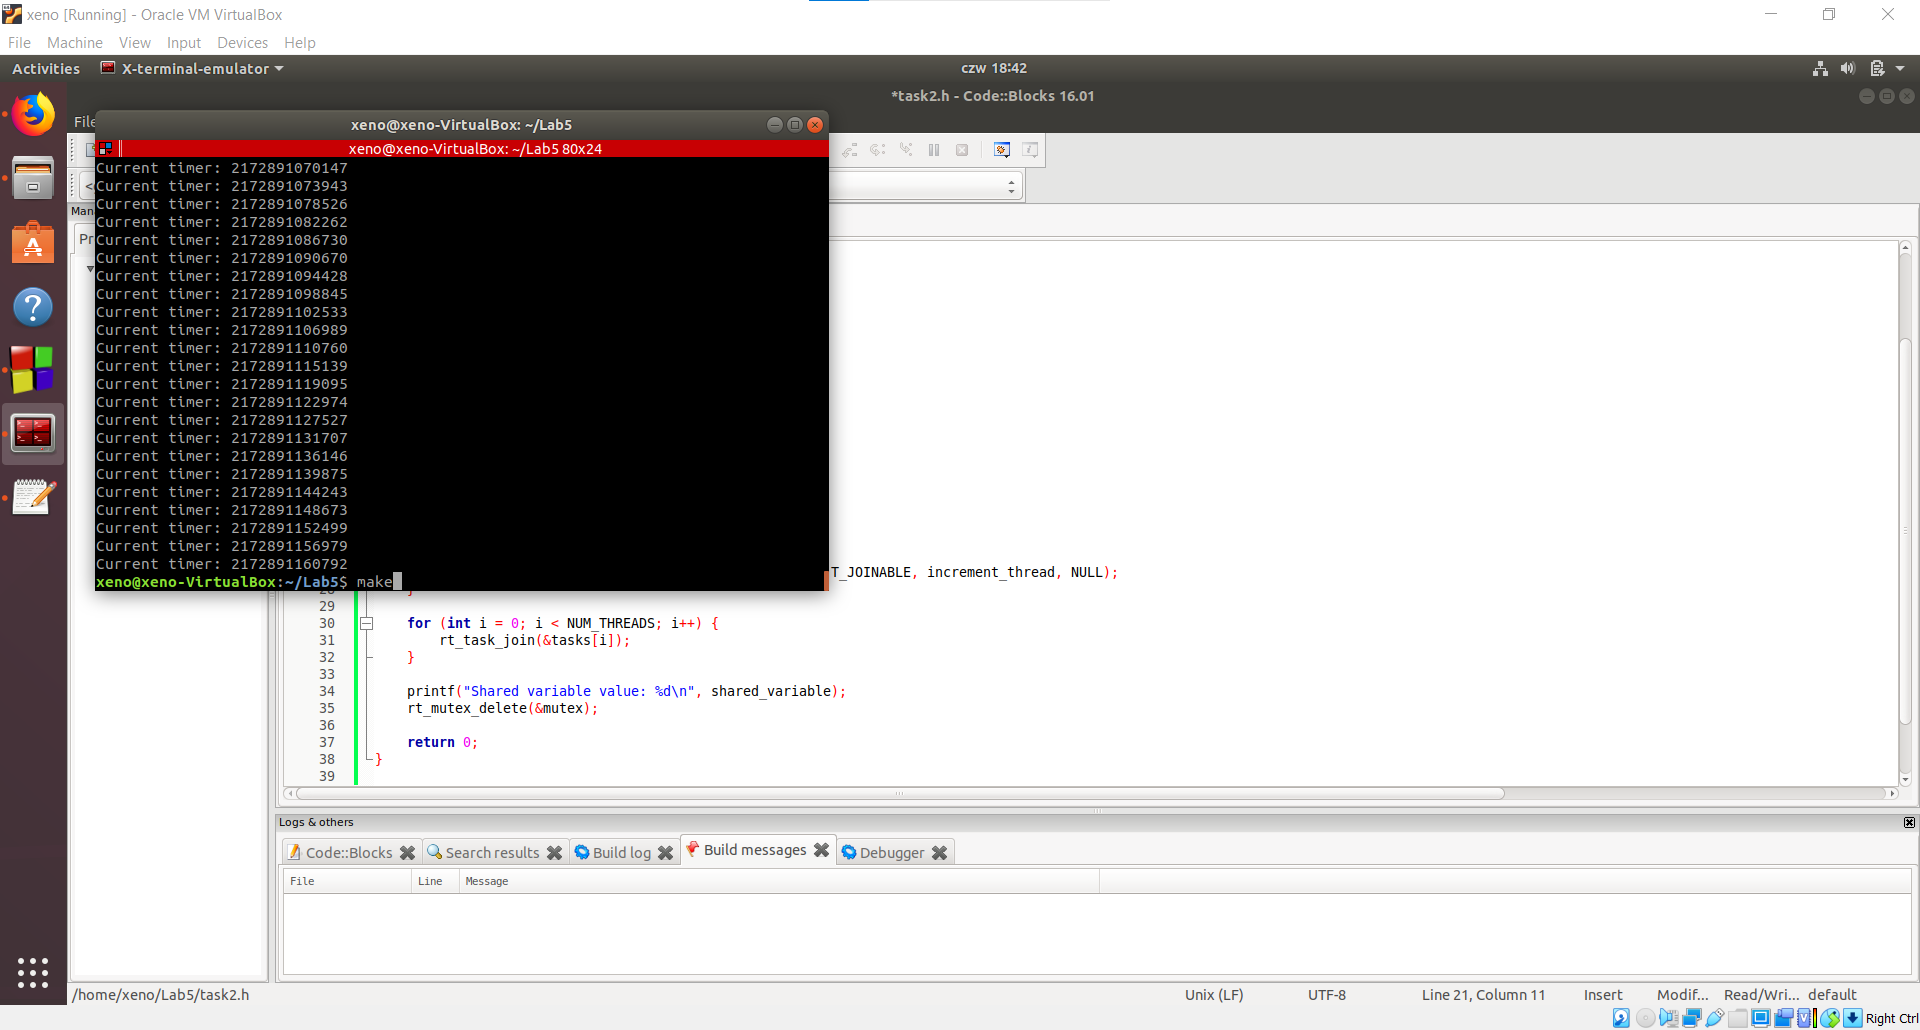 xeno [Running] - Oracle VM VirtualBox
File Machine View Input Devices Help
Activities X-terminal-emulator czw 18:42
*task2.h - Code::Blocks 16.01
File
xeno@xeno-VirtualBox: ~/Lab5
xeno@xeno-VirtualBox: ~/Lab5 80x24
Current timer: 2172891070147
Current timer: 2172891073943
Current timer: 2172891078526
Current timer: 2172891082262
Current timer: 2172891086730
Current timer: 2172891090670
Current timer: 2172891094428
Current timer: 2172891098845
Current timer: 2172891102533
Current timer: 2172891106989
Current timer: 2172891110760
Current timer: 2172891115139
Current timer: 2172891119095
Current timer: 2172891122974
Current timer: 2172891127527
Current timer: 2172891131707
Current timer: 2172891136146
Current timer: 2172891139875
Current timer: 2172891144243
Current timer: 2172891148673
Current timer: 2172891152499
Current timer: 2172891156979
Current timer: 2172891160792
xeno@xeno-VirtualBox:~/Lab5$ make
Man
Pr
T_JOINABLE, increment_thread, NULL);
28 }
29
30 for (int i = 0; i < NUM_THREADS; i++) {
31 rt_task_join(&tasks[i]);
32 }
33
34 printf("Shared variable value: %d\n", shared_variable);
35 rt_mutex_delete(&mutex);
36
37 return 0;
38 }
39
Logs & others
Code::Blocks Search results Build log Build messages Debugger
File Line Message
/home/xeno/Lab5/task2.h Unix (LF) UTF-8 Line 21, Column 11 Insert Modif... Read/Wri... default
Right Ctrl